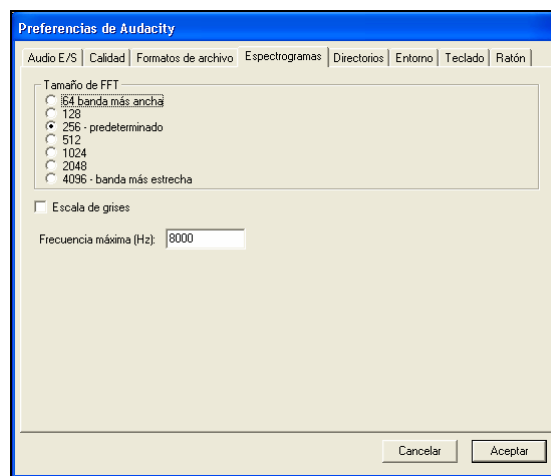 Preferencias de Audacity
Audio E/S Calidad Formatos de archivo Espectrogramas Directorios Entorno Teclado Ratón
Tamaño de FFT
64 banda más ancha
128
256 - predeterminado
512
1024
2048
4096 - banda más estrecha
Escala de grises
Frecuencia máxima (Hz): 8000
Cancelar Aceptar